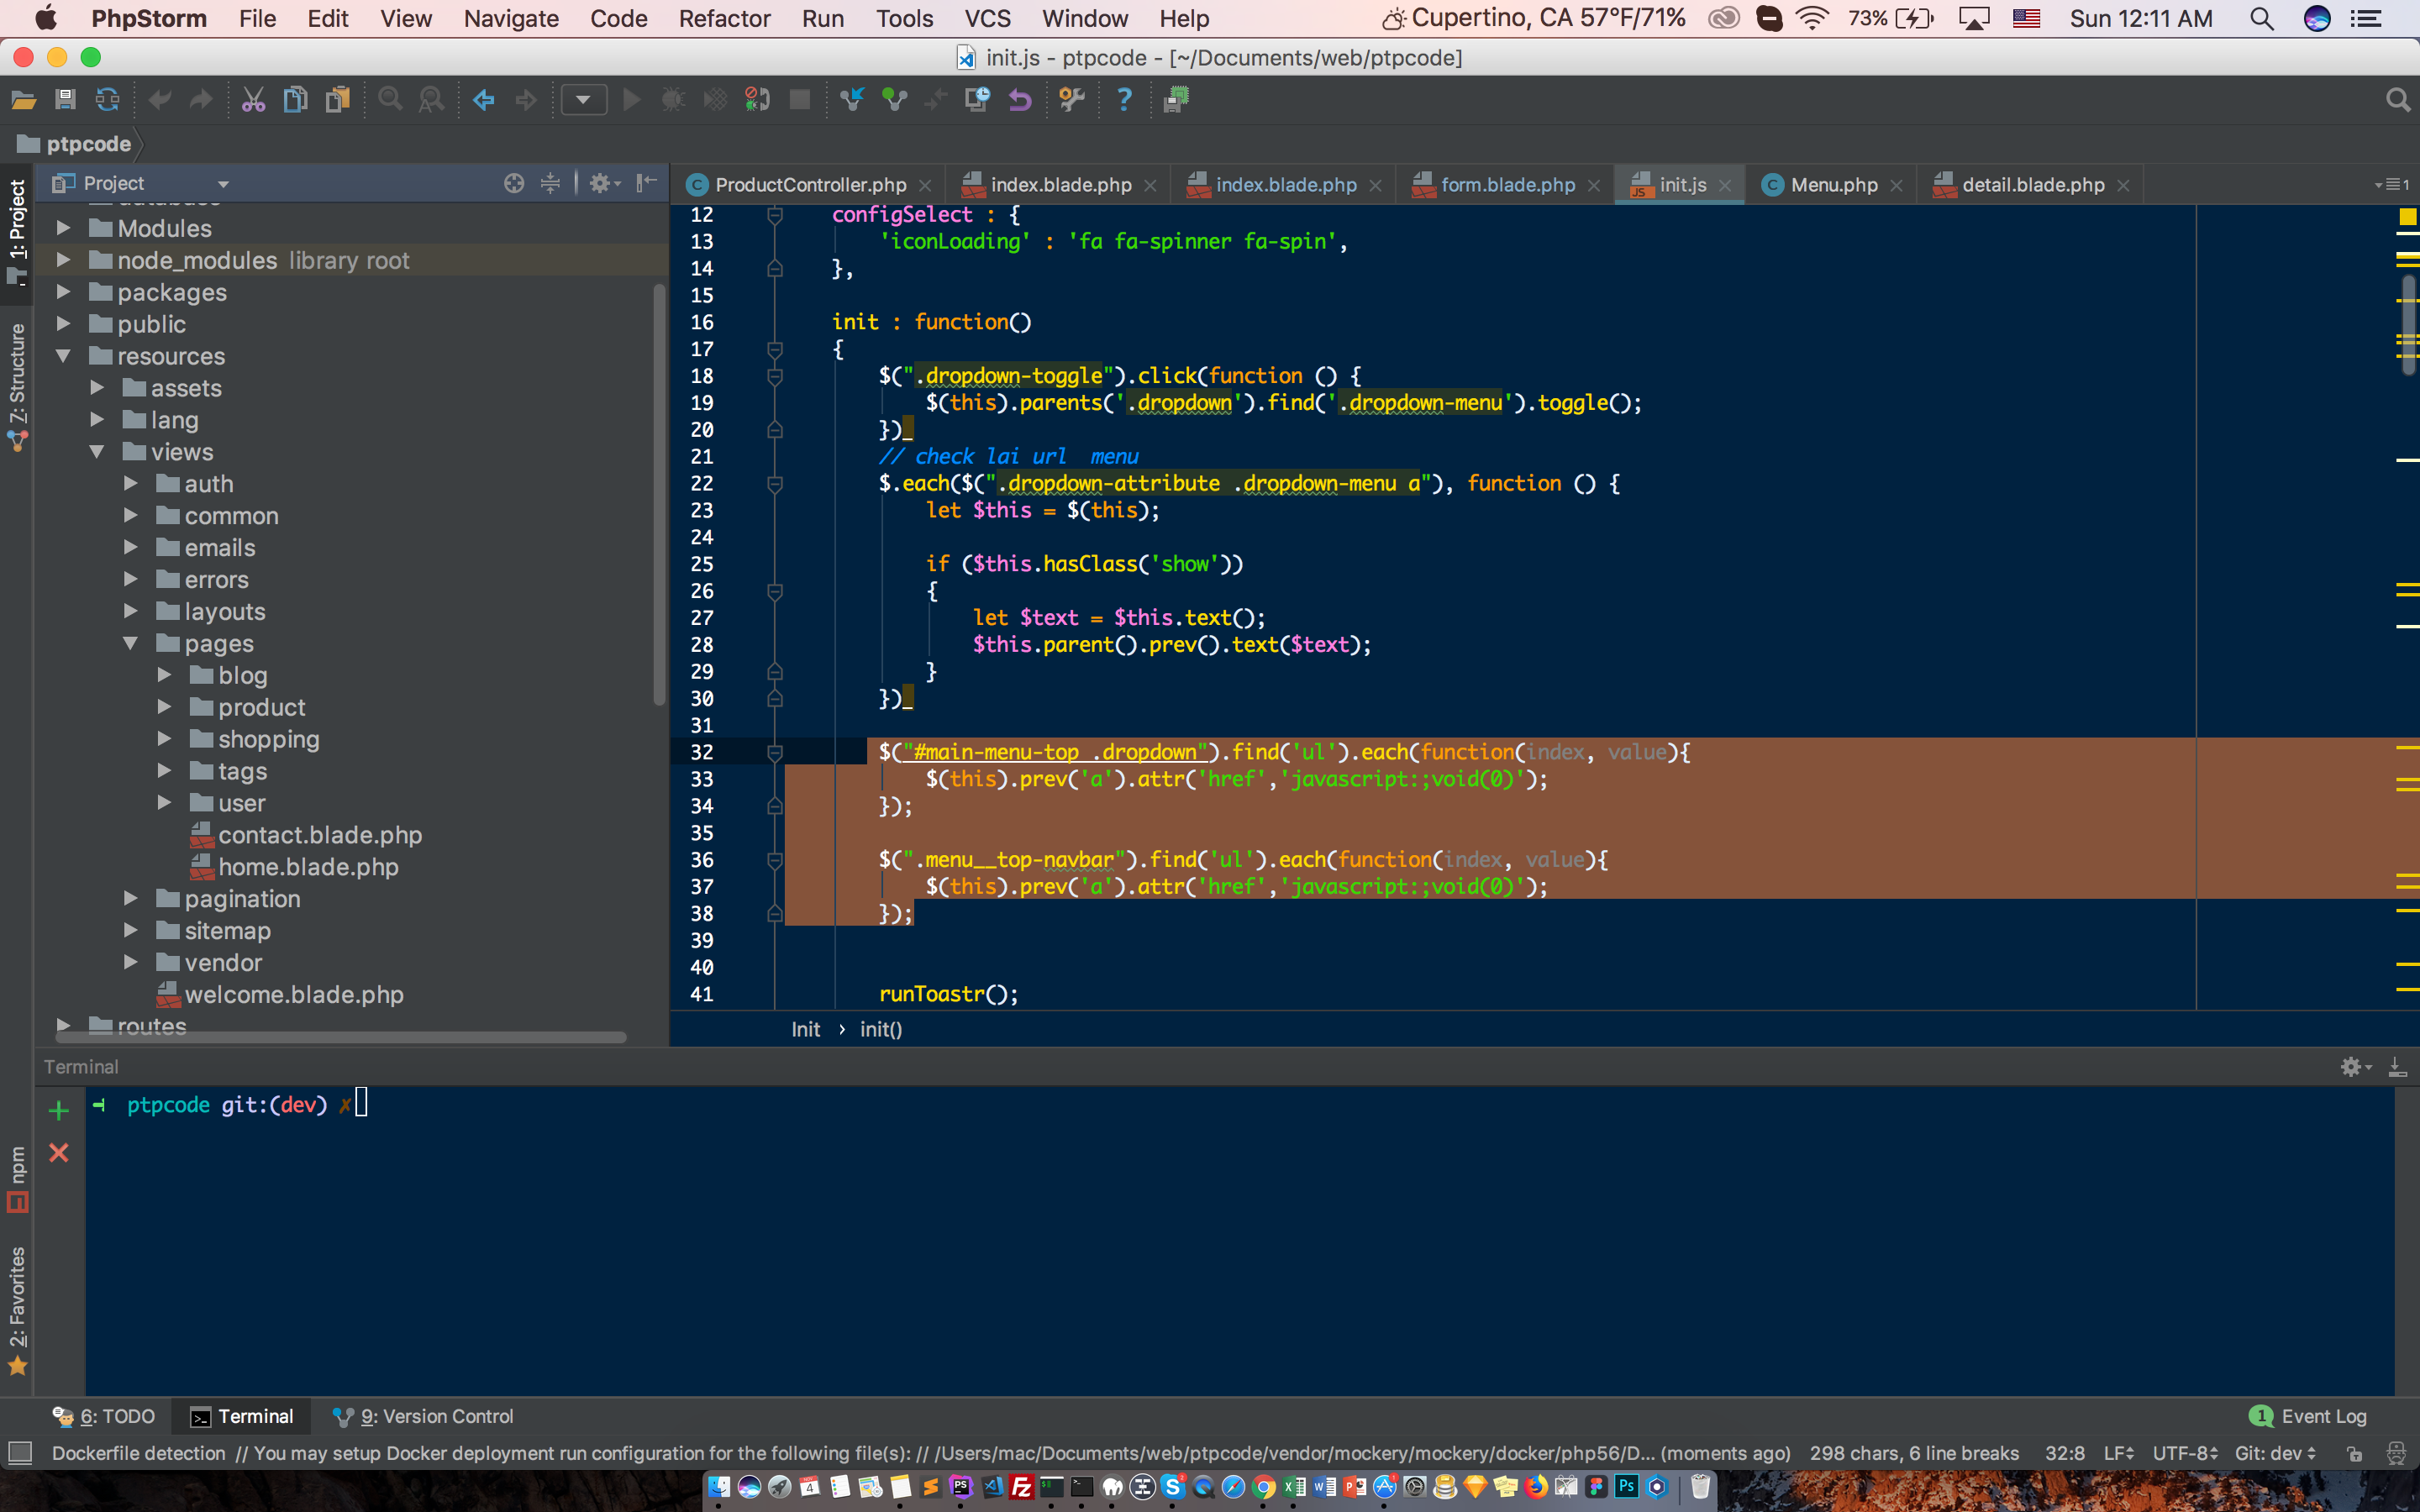 PhpStorm File Edit View Navigate Code Refactor Run Tools VCS Window Help Cupertino, CA 57°F/71% 73% Sun 12:11 AM
init.js - ptpcode - [~/Documents/web/ptpcode]
ptpcode
1: Project
Z: Structure
npm
2: Favorites
Project
database
Modules
node_modules library root
packages
public
resources
assets
lang
views
auth
common
emails
errors
layouts
pages
blog
product
shopping
tags
user
contact.blade.php
home.blade.php
pagination
sitemap
vendor
welcome.blade.php
routes
ProductController.php index.blade.php index.blade.php form.blade.php init.js Menu.php detail.blade.php 1
12 configSelect : {
13 'iconLoading' : 'fa fa-spinner fa-spin',
14 },
15
16 init : function()
17 {
18 $(".dropdown-toggle").click(function () {
19 $(this).parents('.dropdown').find('.dropdown-menu').toggle();
20 })
21 // check lai url menu
22 $.each($(".dropdown-attribute .dropdown-menu a"), function () {
23 let $this = $(this);
24
25 if ($this.hasClass('show'))
26 {
27 let $text = $this.text();
28 $this.parent().prev().text($text);
29 }
30 })
31
32 $("#main-menu-top .dropdown").find('ul').each(function(index, value){
33 $(this).prev('a').attr('href','javascript:;void(0)');
34 });
35
36 $(".menu__top-navbar").find('ul').each(function(index, value){
37 $(this).prev('a').attr('href','javascript:;void(0)');
38 });
39
40
41 runToastr();
Init › init()
Terminal
ptpcode git:(dev) ✗
6: TODO Terminal 9: Version Control 1 Event Log
Dockerfile detection // You may setup Docker deployment run configuration for the following file(s): // /Users/mac/Documents/web/ptpcode/vendor/mockery/mockery/docker/php56/D... (moments ago) 298 chars, 6 line breaks 32:8 LF UTF-8 Git: dev